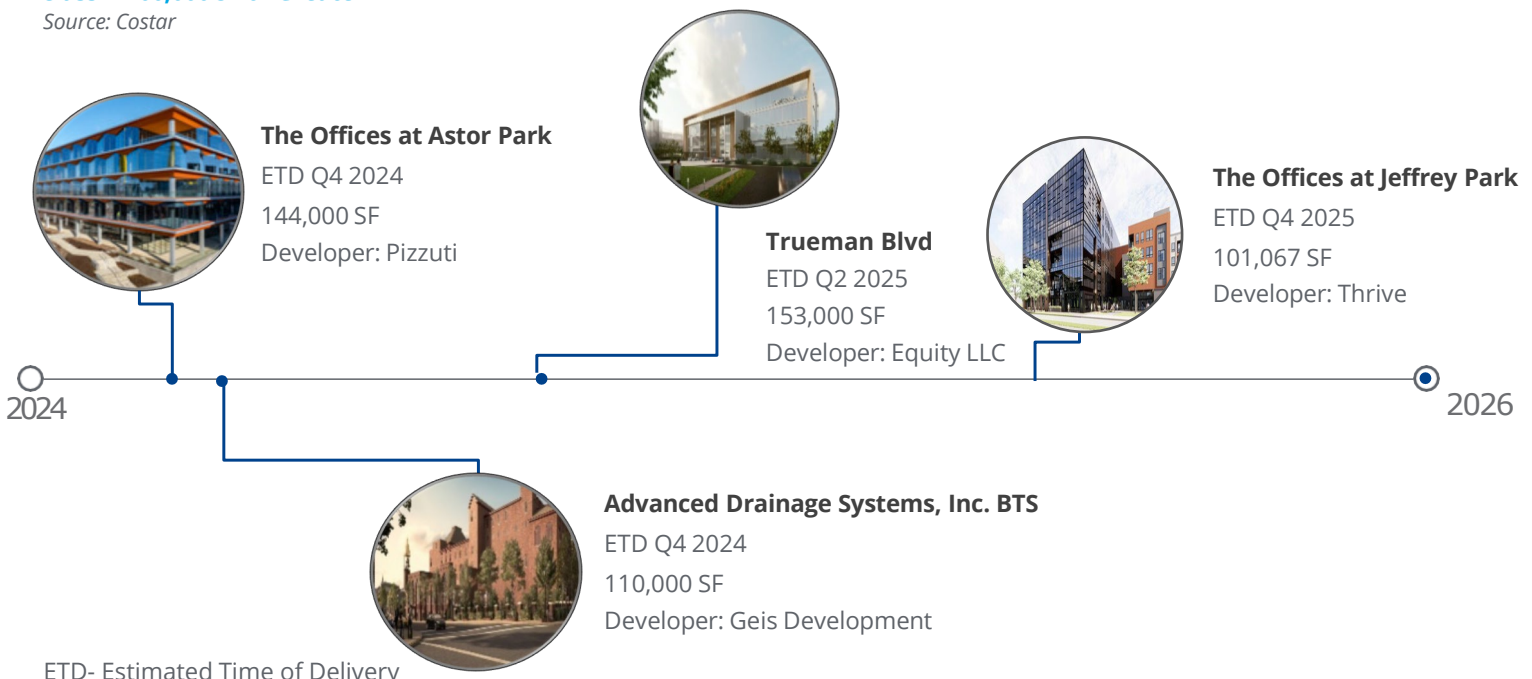 Source: Costar
The Offices at Astor Park
ETD Q4 2024
144,000 SF
Developer: Pizzuti
Trueman Blvd
ETD Q2 2025
153,000 SF
Developer: Equity LLC
The Offices at Jeffrey Park
ETD Q4 2025
101,067 SF
Developer: Thrive
2024
2026
Advanced Drainage Systems, Inc. BTS
ETD Q4 2024
110,000 SF
Developer: Geis Development
ETD- Estimated Time of Delivery